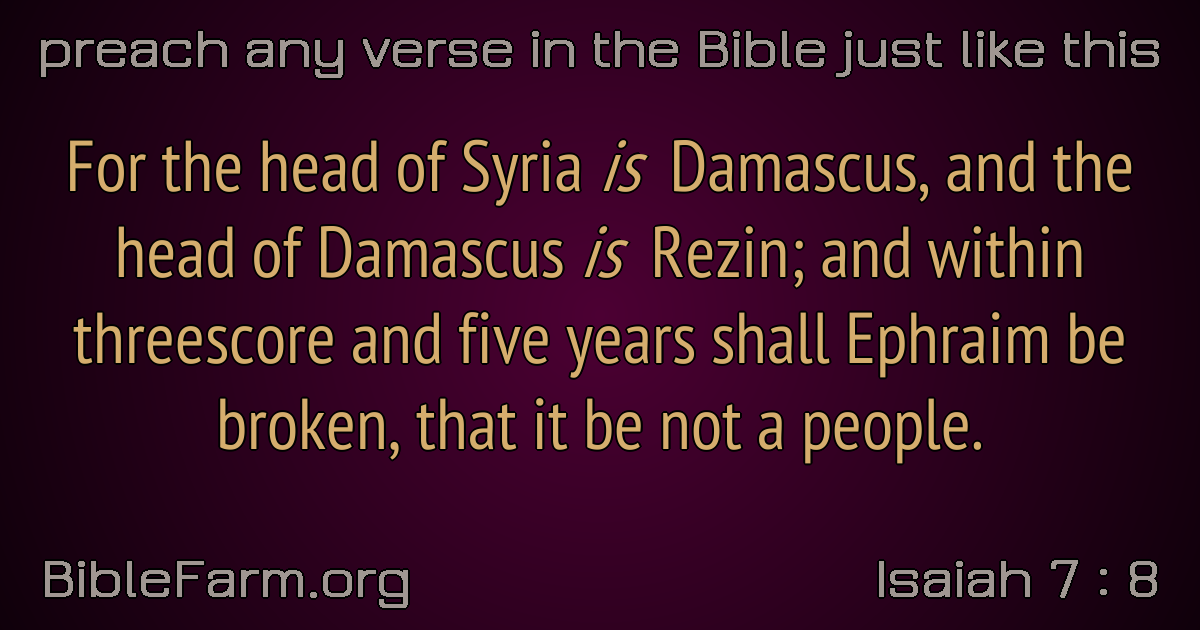 preach any verse in the Bible just like this
For the head of Syria is Damascus, and the
head of Damascus is Rezin; and within
threescore and five years shall Ephraim be
broken, that it be not a people.
BibleFarm.org
Isaiah 7 : 8